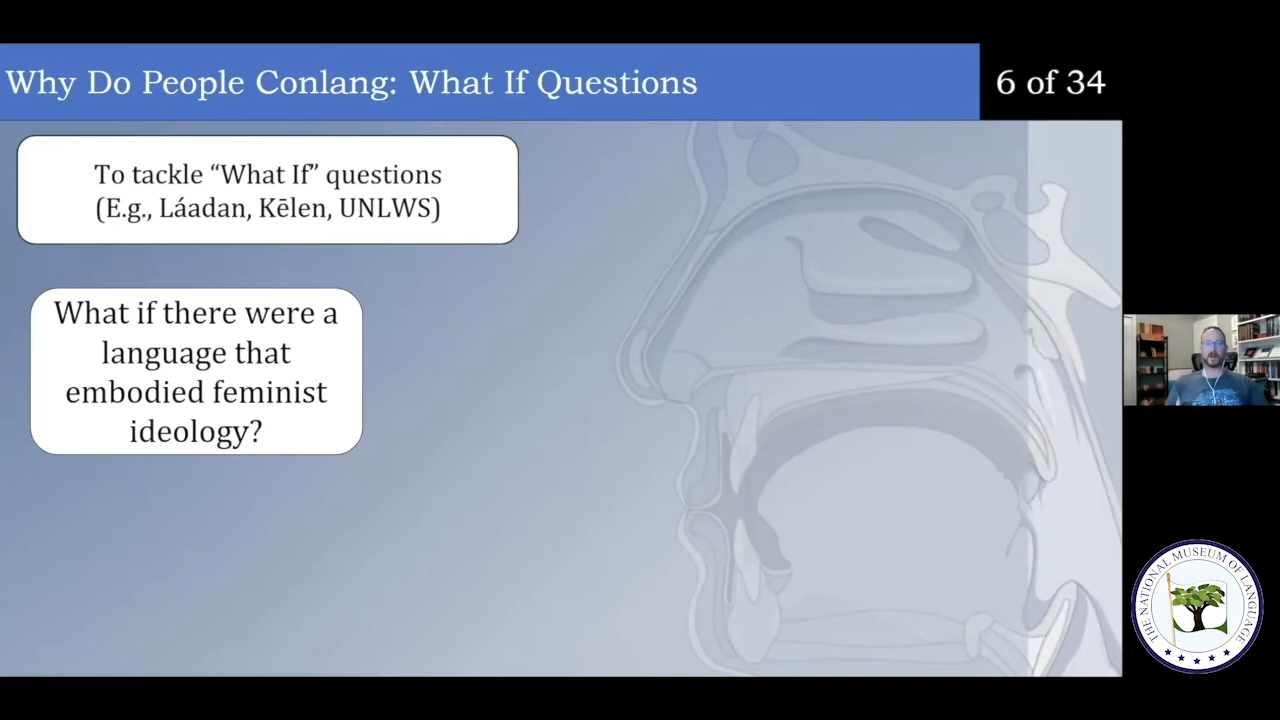 Why Do People Conlang: What If Questions
6 of 34
To tackle “What If” questions
(E.g., Láadan, Kēlen, UNLWS)
What if there were a
language that
embodied feminist
ideology?
THE NATIONAL MUSEUM OF LANGUAGE